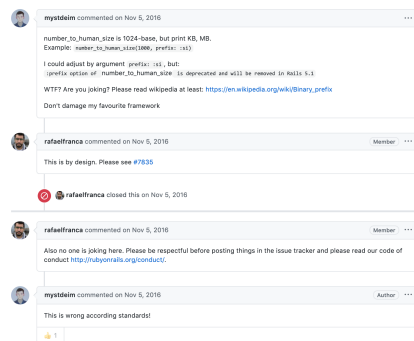 mystdeim commented on Nov 5, 2016
number_to_human_size is 1024-base, but print KB, MB.
Example: number_to_human_size(1000, prefix: :si)
I could adjust by argument prefix: :si, but:
:prefix option of number_to_human_size is deprecated and will be removed in Rails 5.1
WTF? Are you joking? Please read wikipedia at least: https://en.wikipedia.org/wiki/Binary_prefix
Don't damage my favourite framework
rafaelfranca commented on Nov 5, 2016 Member
This is by design. Please see #7835
rafaelfranca closed this on Nov 5, 2016
rafaelfranca commented on Nov 5, 2016 Member
Also no one is joking here. Please be respectful before posting things in the issue tracker and please read our code of
conduct http://rubyonrails.org/conduct/.
mystdeim commented on Nov 5, 2016 Author
This is wrong according standards!
👍 1